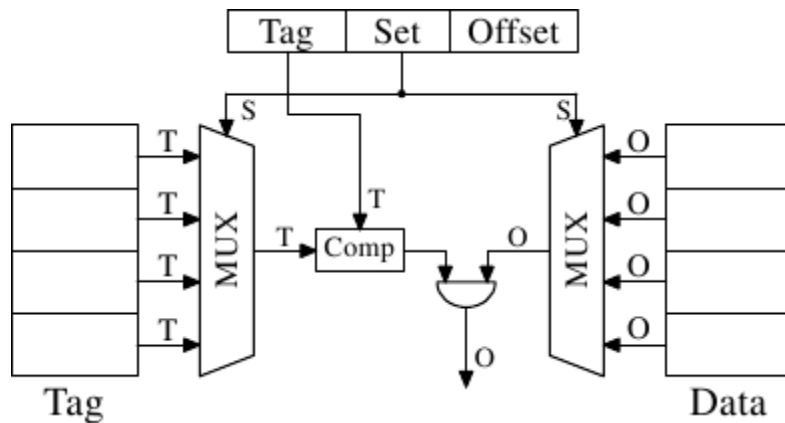 Tag Set Offset
S S
T O
T T O
MUX T Comp O MUX
T O
T O
O
Tag Data